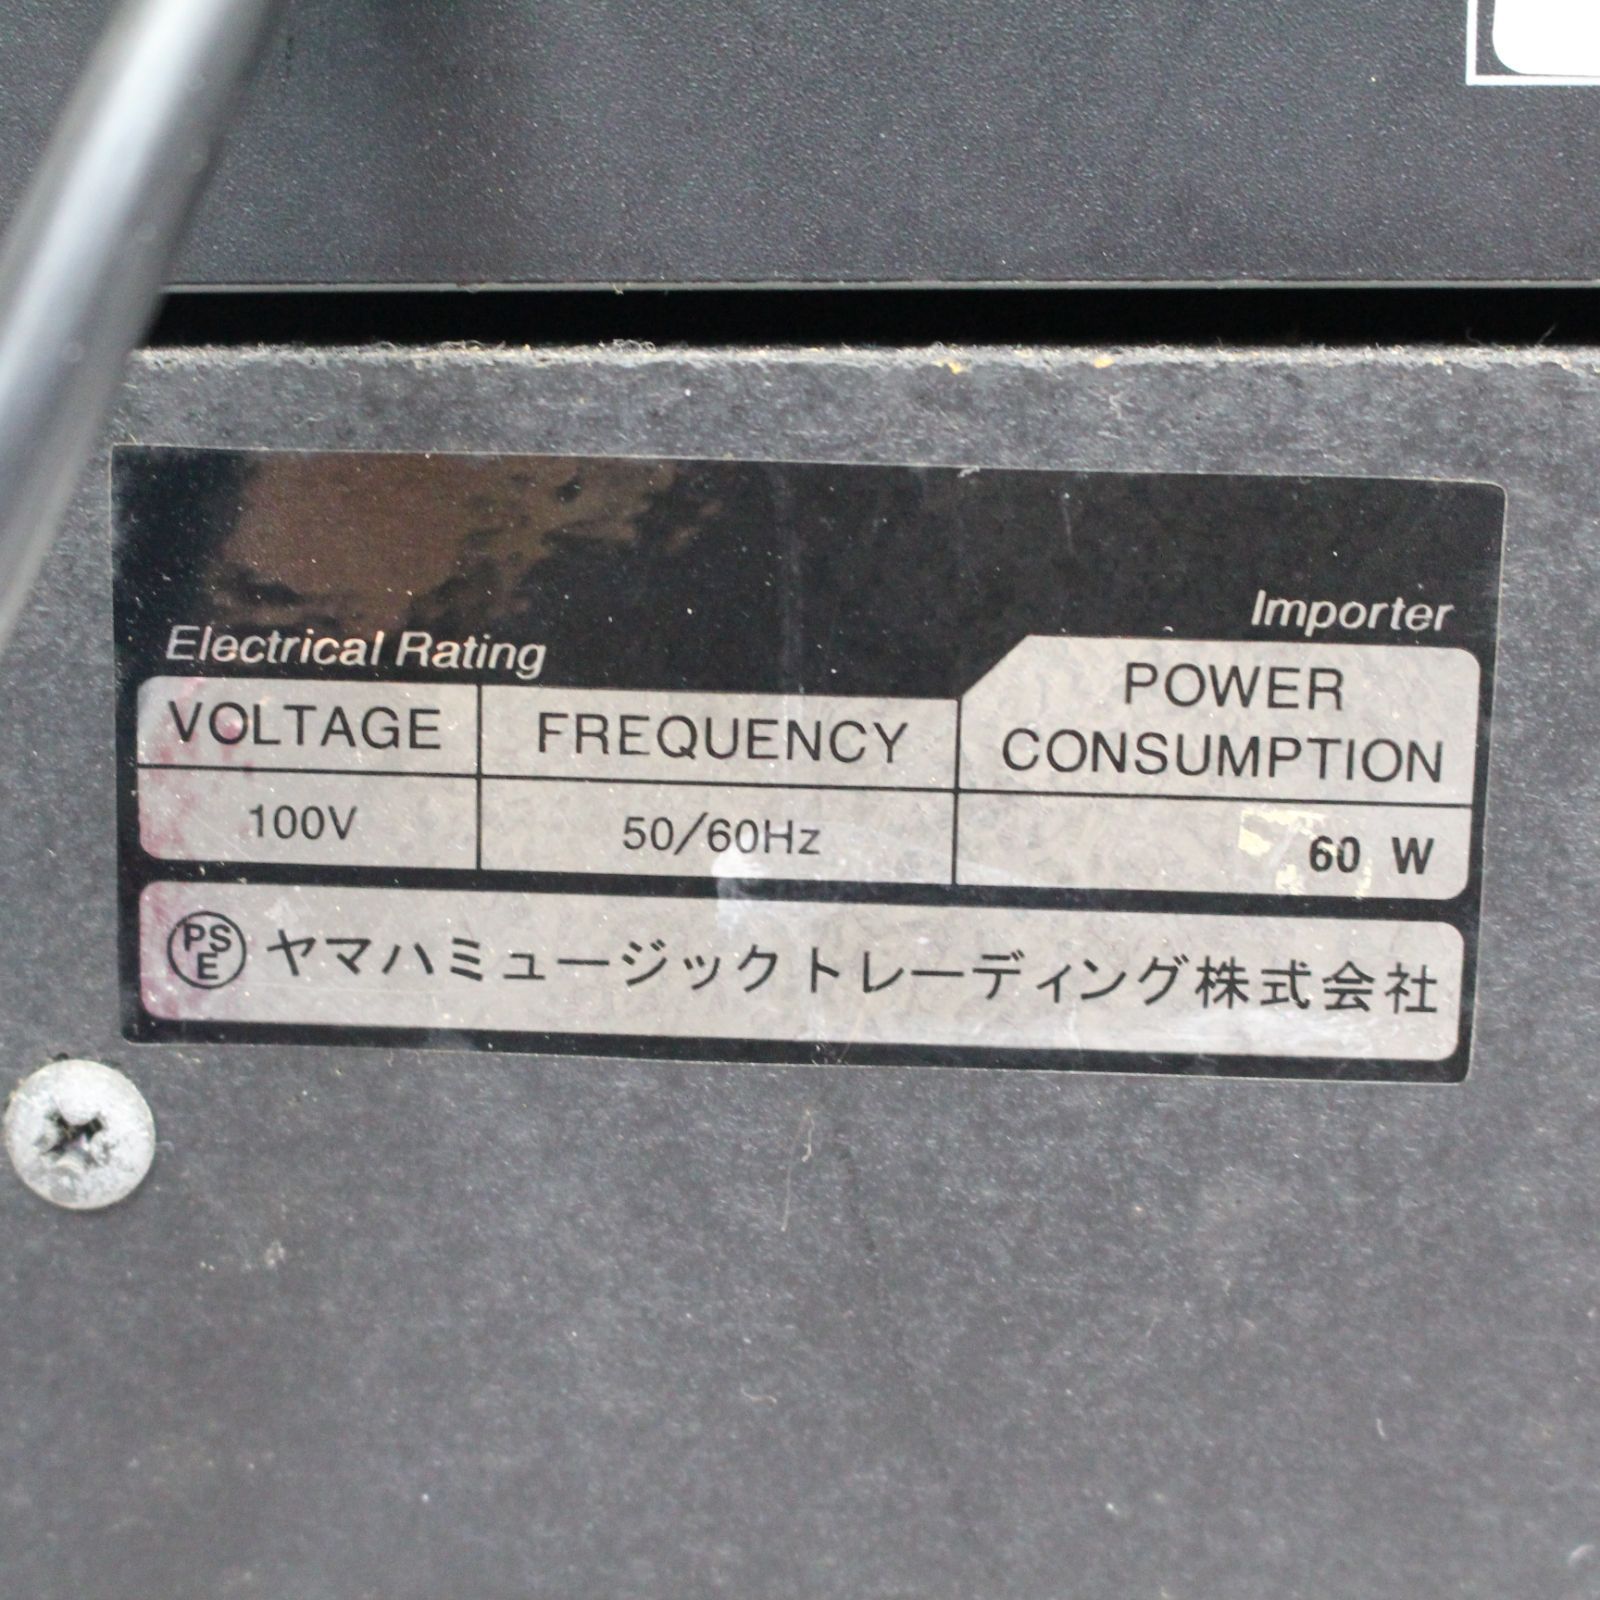 Importer
Electrical Rating
VOLTAGE FREQUENCY POWER CONSUMPTION
100V 50/60Hz 60 W
PSE ヤマハミュージックトレーディング株式会社